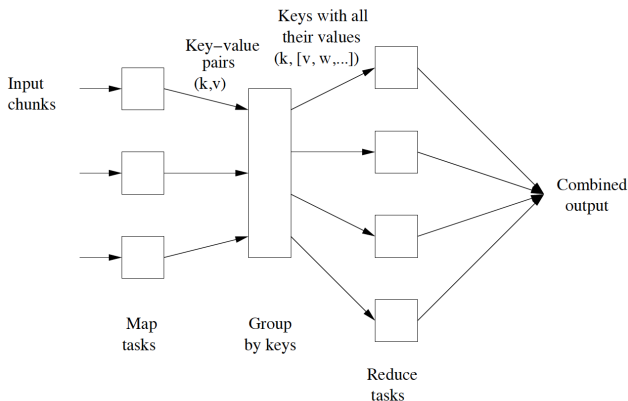 Keys with all
their values
(k, [v, w,...])
Key−value
pairs
(k,v)
Input
chunks
Combined
output
Map
tasks
Group
by keys
Reduce
tasks